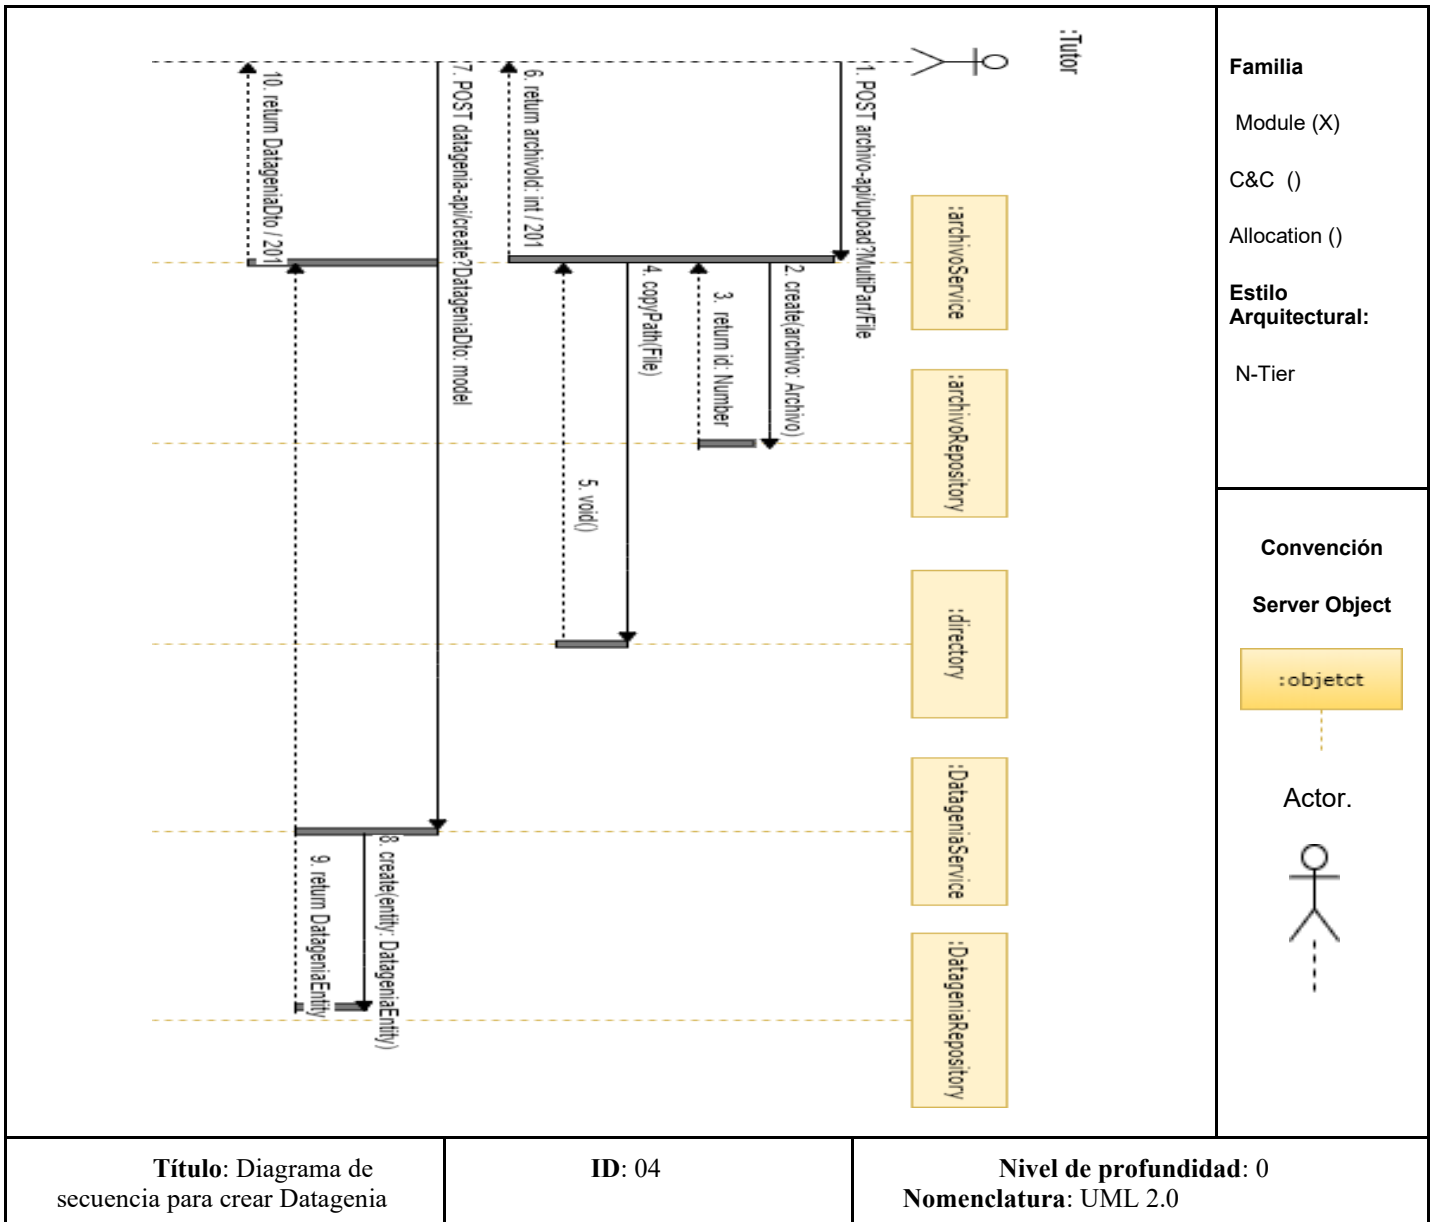 :Tutor
:archivoService
:archivoRepository
:directory
:DatageniaService
:DatageniaRepository
1. POST archivo-api/upload?MultiPart/File
2. create(archivo: Archivo)
3. return id: Number
4. copyPath(File)
5. void()
6. return archivoId: int / 201
7. POST datagenia-api/create?DatageniaDto: model
8. create(entity: DatageniaEntity)
9. return DatageniaEntity
10. return DatageniaDto / 201
Familia
Module (X)
C&C ()
Allocation ()
Estilo
Arquitectural:
N-Tier
Convención
Server Object
:objetct
Actor.
Título: Diagrama de
secuencia para crear Datagenia
ID: 04
Nivel de profundidad: 0
Nomenclatura: UML 2.0